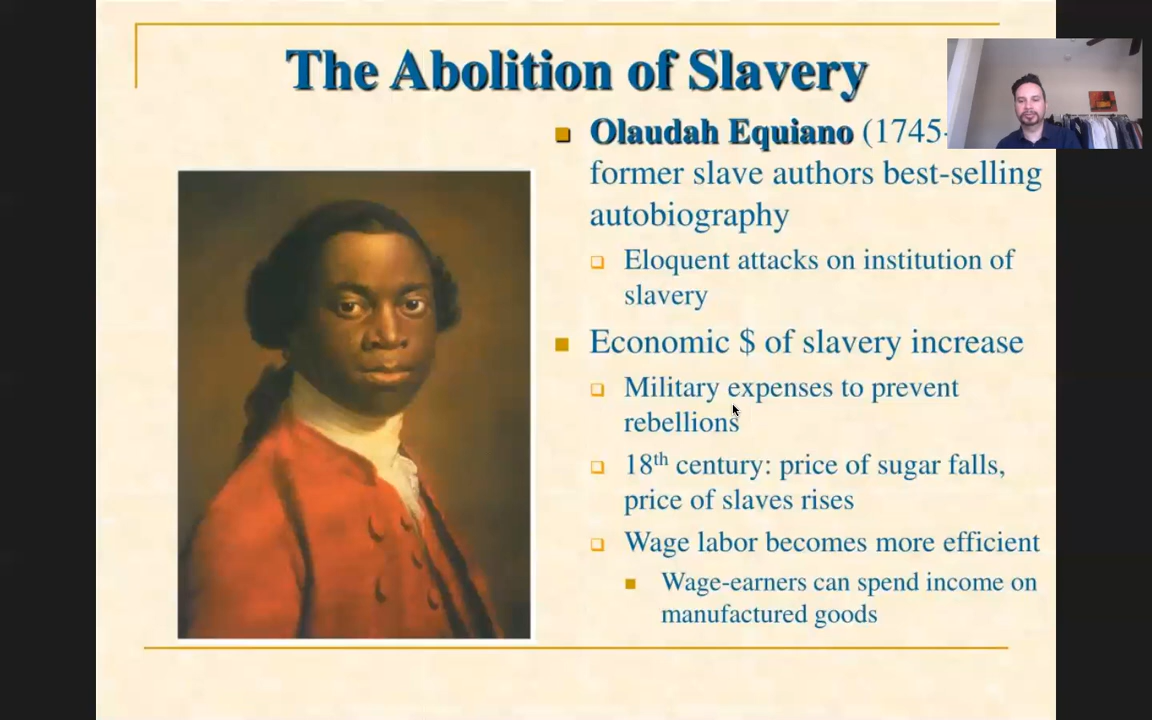 The Abolition of Slavery
Olaudah Equiano (1745-
former slave authors best-selling
autobiography
Eloquent attacks on institution of
slavery
Economic $ of slavery increase
Military expenses to prevent
rebellions
18th century: price of sugar falls,
price of slaves rises
Wage labor becomes more efficient
Wage-earners can spend income on
manufactured goods